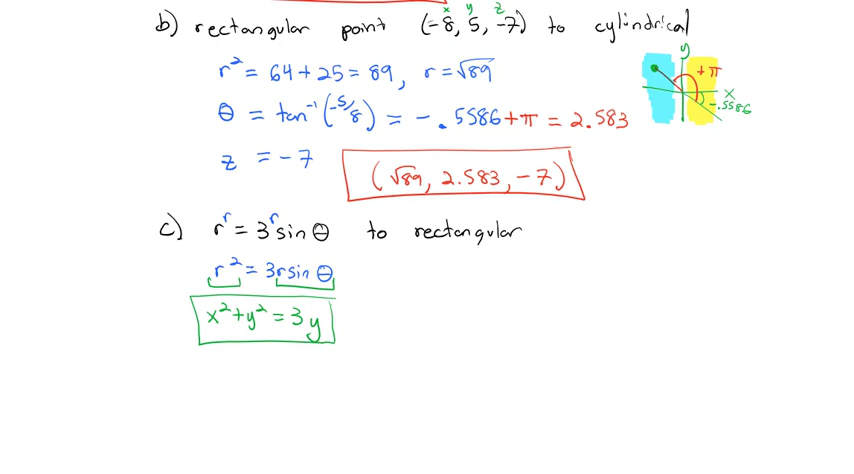 x y z
b) rectangular point (-8, 5, -7) to cylindrical
r² = 64 + 25 = 89, r = √89
θ = tan⁻¹(-5/8) = -.5586 + π = 2.583
z = -7
(√89, 2.583, -7)
y
+π
x
-.5586
c) r^r = 3^r sin θ to rectangular
r² = 3r sin θ
x² + y² = 3y